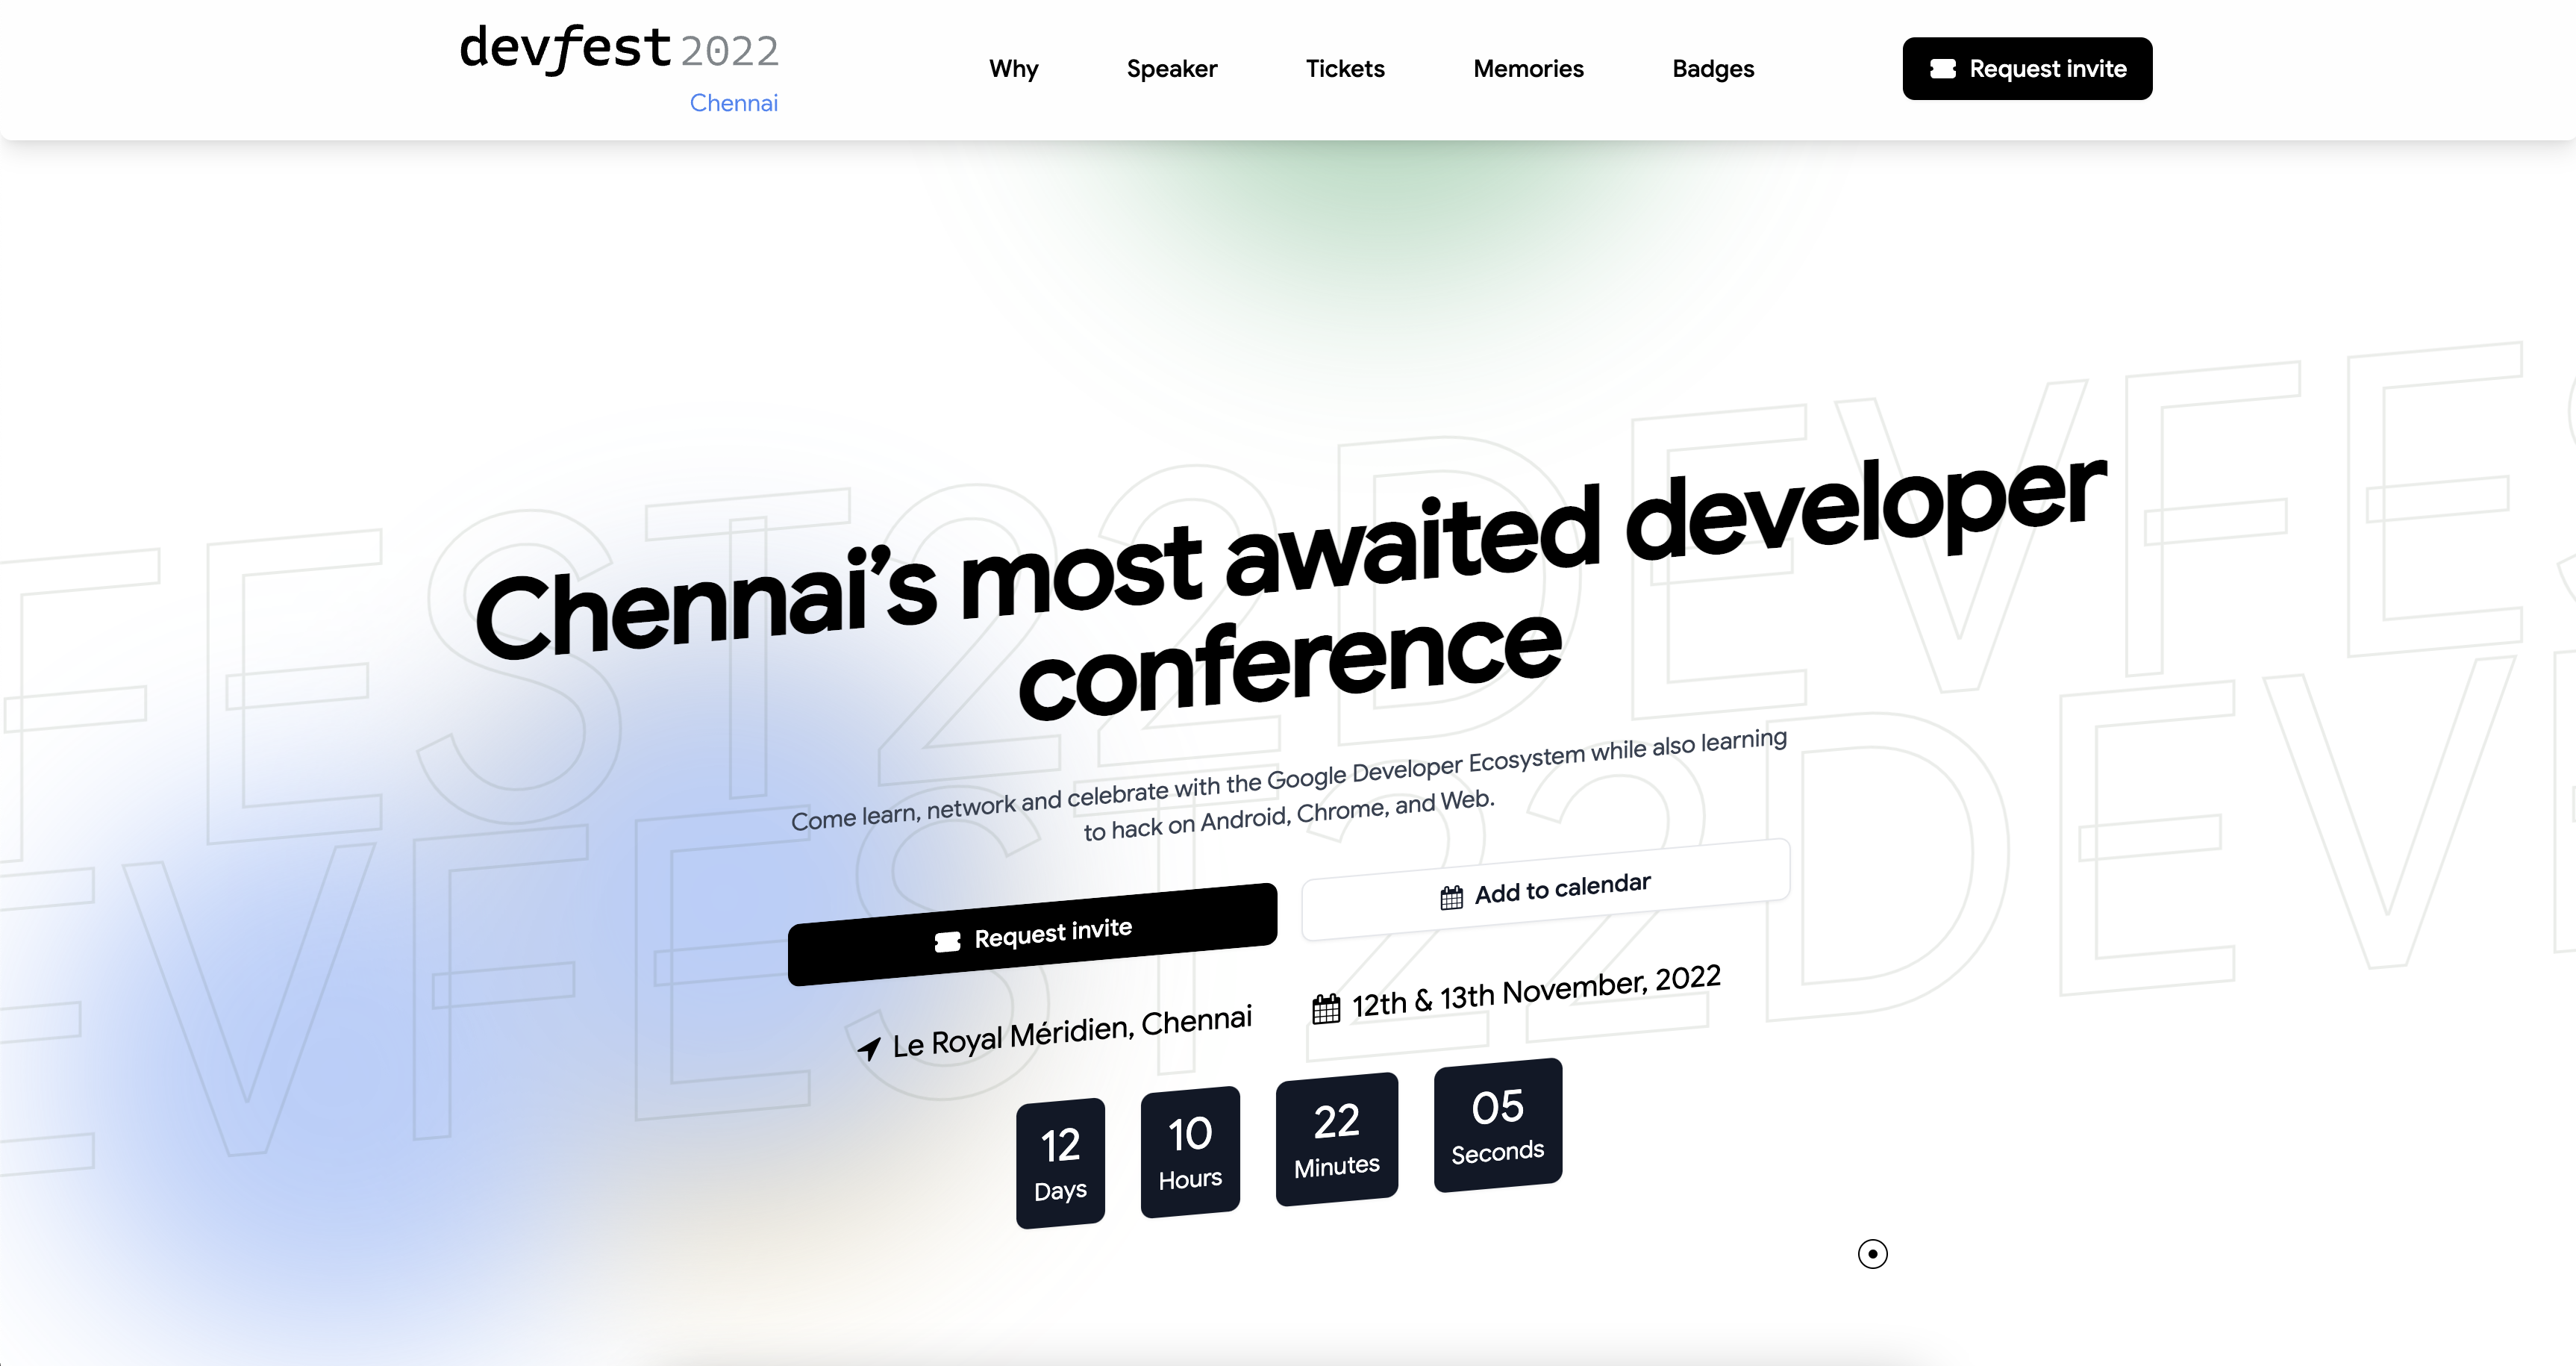 devfest 2022
Chennai
Why
Speaker
Tickets
Memories
Badges
Request invite
FEST22DEVFES
EVFEST22DEVE
Chennai’s most awaited developer
conference
Come learn, network and celebrate with the Google Developer Ecosystem while also learning
to hack on Android, Chrome, and Web.
Request invite
Add to calendar
Le Royal Méridien, Chennai
12th & 13th November, 2022
12
Days
10
Hours
22
Minutes
05
Seconds